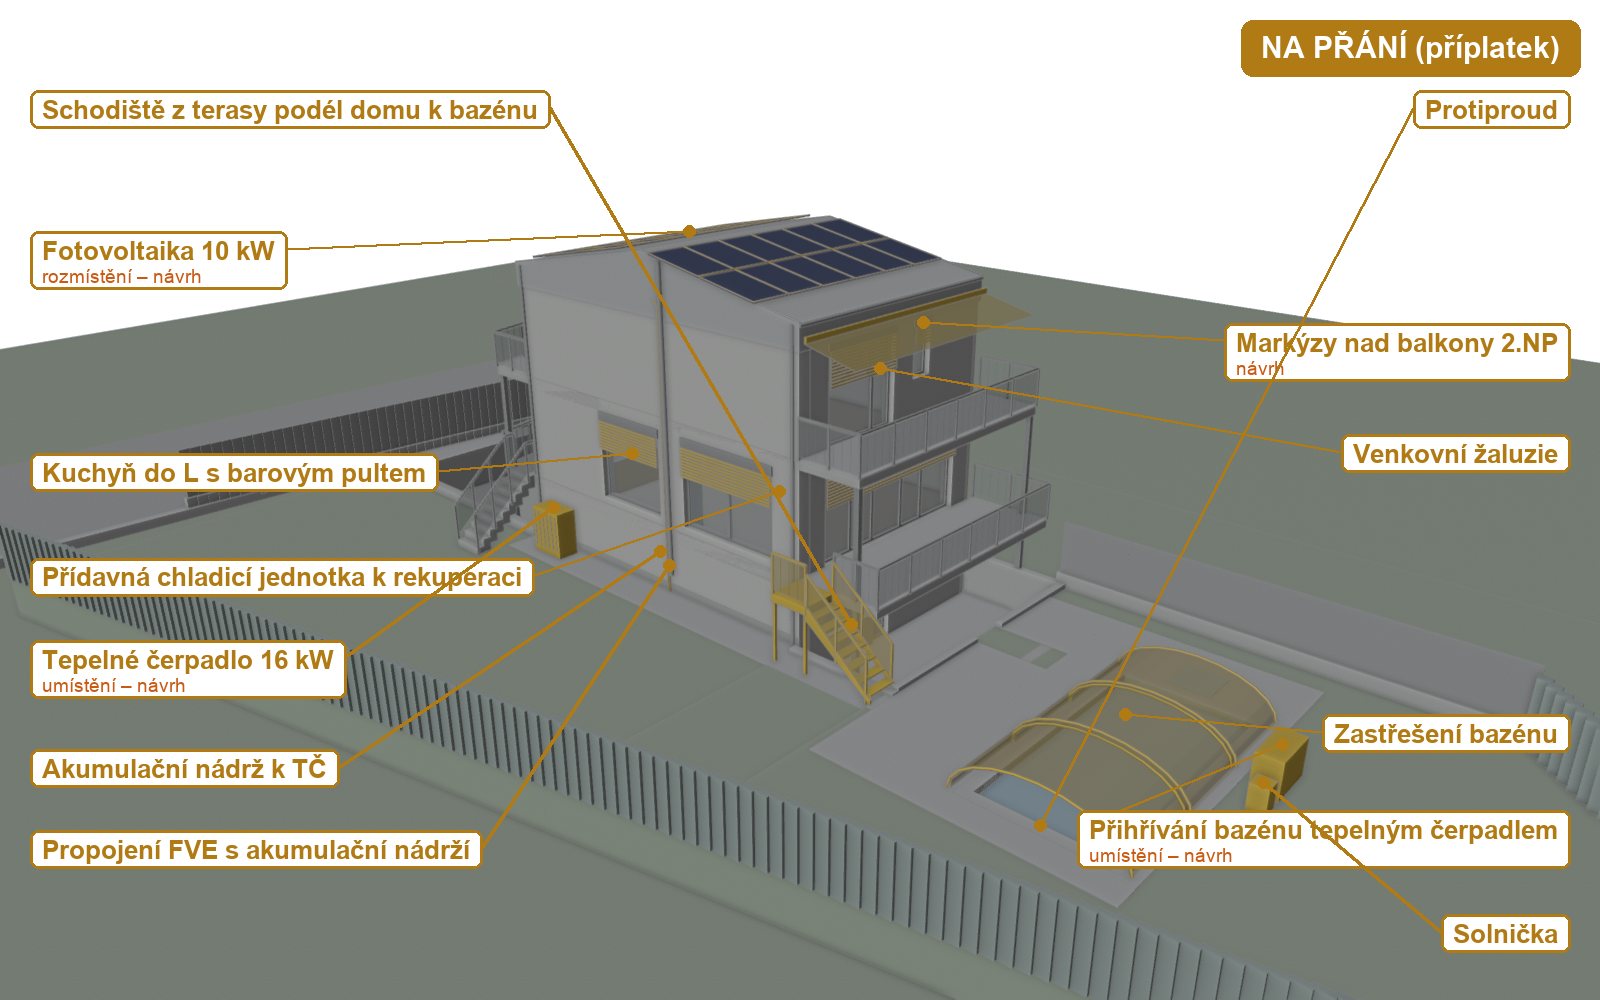 NA PŘÁNÍ (příplatek)
Schodiště z terasy podél domu k bazénu
Protiproud
Fotovoltaika 10 kW
rozmístění – návrh
Markýzy nad balkony 2.NP
návrh
Venkovní žaluzie
Kuchyň do L s barovým pultem
Přídavná chladicí jednotka k rekuperaci
Tepelné čerpadlo 16 kW
umístění – návrh
Zastřešení bazénu
Akumulační nádrž k TČ
Přihřívání bazénu tepelným čerpadlem
umístění – návrh
Propojení FVE s akumulační nádrží
Solnička